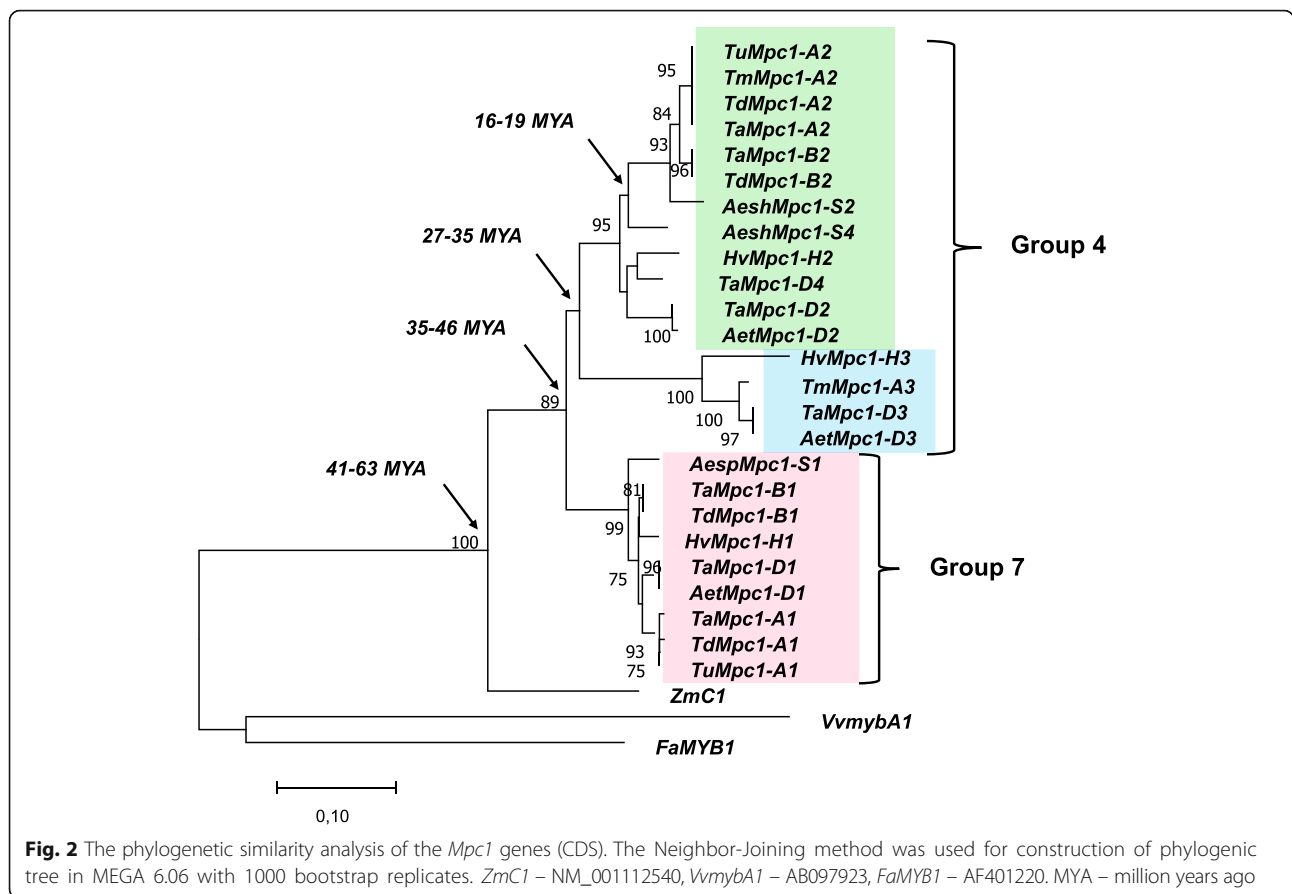 TuMpc1-A2
95
TmMpc1-A2
TdMpc1-A2
84
TaMpc1-A2
16-19 MYA
93
TaMpc1-B2
96
TdMpc1-B2
AeshMpc1-S2
95
AeshMpc1-S4
27-35 MYA
Group 4
HvMpc1-H2
TaMpc1-D4
TaMpc1-D2
35-46 MYA
100
AetMpc1-D2
HvMpc1-H3
TmMpc1-A3
100
89
100
TaMpc1-D3
97
AetMpc1-D3
41-63 MYA
AespMpc1-S1
81
TaMpc1-B1
TdMpc1-B1
99
100
HvMpc1-H1
96
TaMpc1-D1
Group 7
75
AetMpc1-D1
TaMpc1-A1
93
TdMpc1-A1
75
TuMpc1-A1
ZmC1
VvmybA1
FaMYB1
0,10
Fig. 2 The phylogenetic similarity analysis of the Mpc1 genes (CDS). The Neighbor-Joining method was used for construction of phylogenic
tree in MEGA 6.06 with 1000 bootstrap replicates. ZmC1 – NM_001112540, VvmybA1 – AB097923, FaMYB1 – AF401220. MYA – million years ago